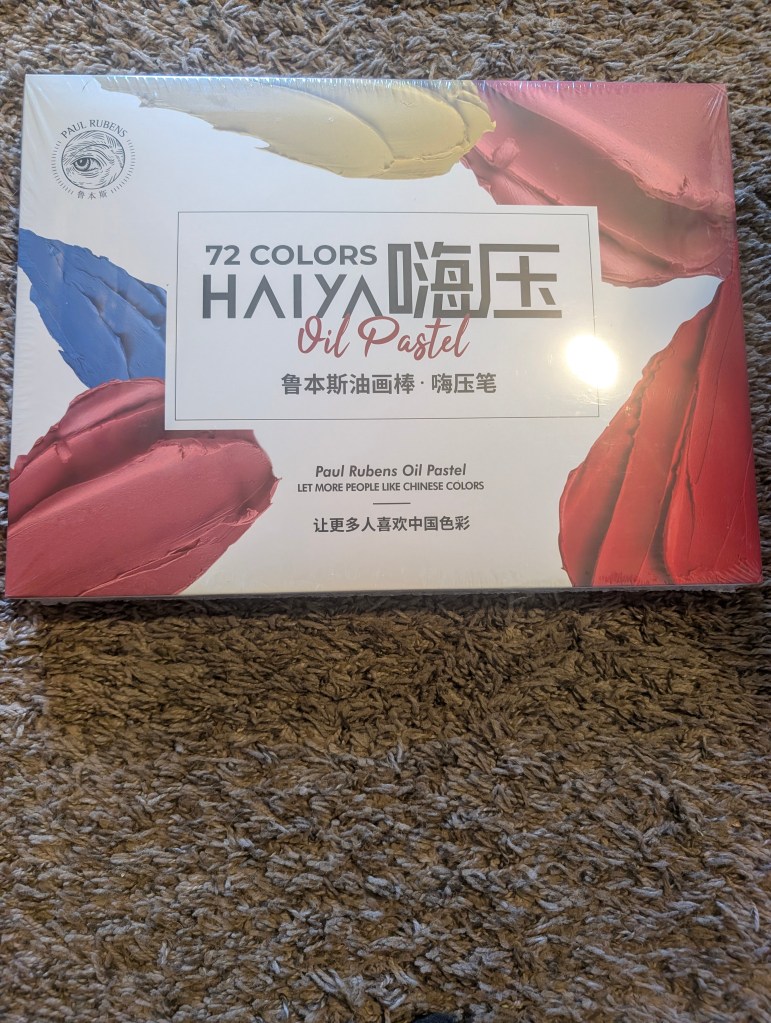 PAUL RUBENS
鲁本斯
72 COLORS
HAIYA嗨压
Oil Pastel
鲁本斯油画棒·嗨压笔
Paul Rubens Oil Pastel
LET MORE PEOPLE LIKE CHINESE COLORS
让更多人喜欢中国色彩